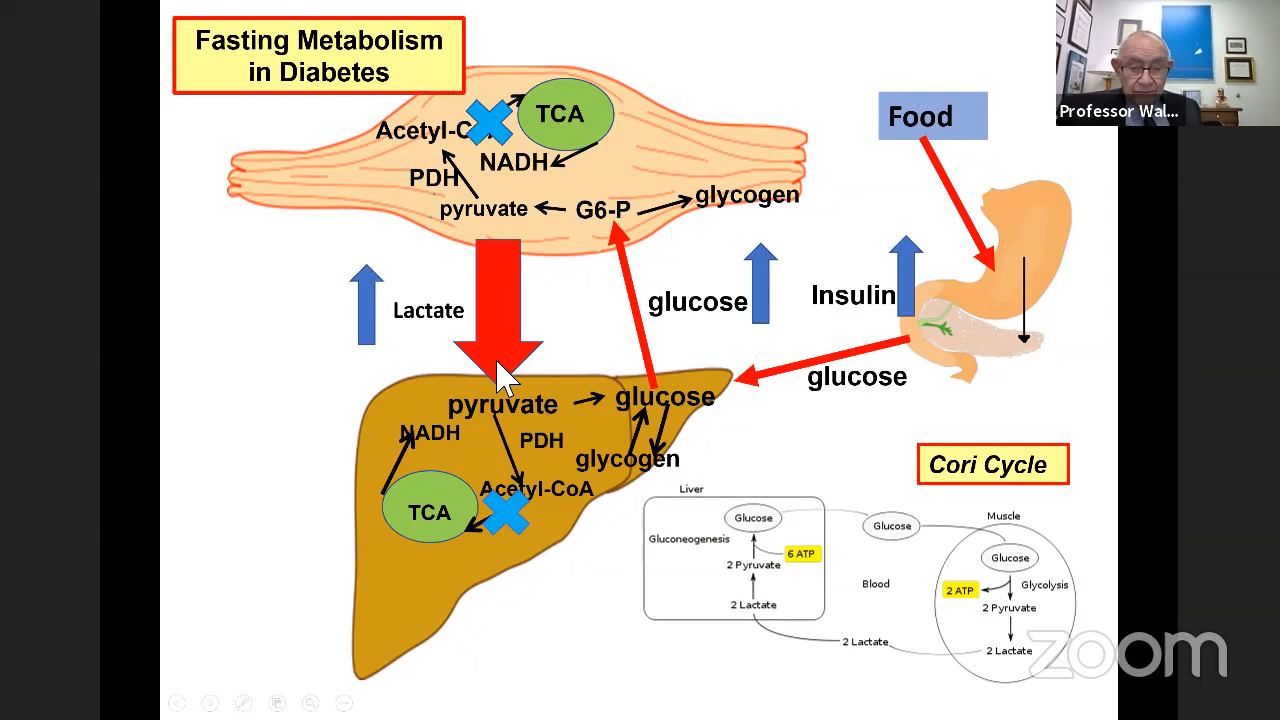 Fasting Metabolism
in Diabetes
Professor Wal...
TCA
Food
NADH
PDH
glycogen
pyruvate
G6-P
Lactate
glucose
Insulin
glucose
pyruvate
glucose
NADH
PDH
glycogen
Acetyl-CoA
TCA
Cori Cycle
Liver
Glucose
Gluconeogenesis
6 ATP
2 Pyruvate
2 Lactate
Glucose
Blood
2 Lactate
Muscle
Glucose
2 ATP
Glycolysis
2 Pyruvate
2 Lactate
zoom